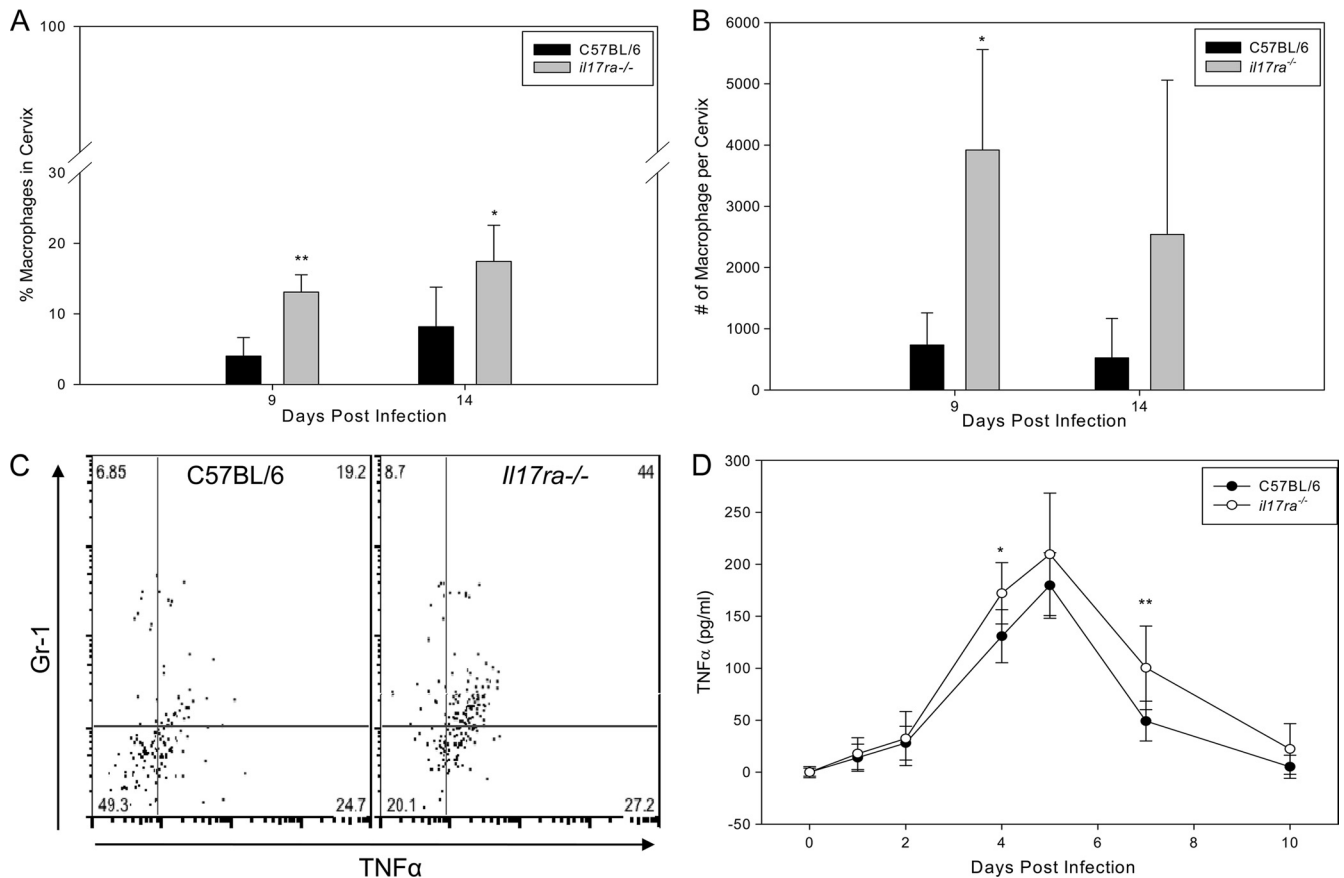 A
100
30
20
10
0
% Macrophages in Cervix
C57BL/6
il17ra-/-
**
*
9
14
Days Post Infection
B
6000
5000
4000
3000
2000
1000
0
# of Macrophage per Cervix
C57BL/6
il17ra-/-
*
9
14
Days Post Infection
C
Gr-1
6.85
C57BL/6
19.2
49.3
24.7
8.7
Il17ra-/-
44
20.1
27.2
TNFα
D
300
250
200
150
100
50
0
-50
TNFα (pg/ml)
C57BL/6
il17ra-/-
*
**
0
2
4
6
8
10
Days Post Infection